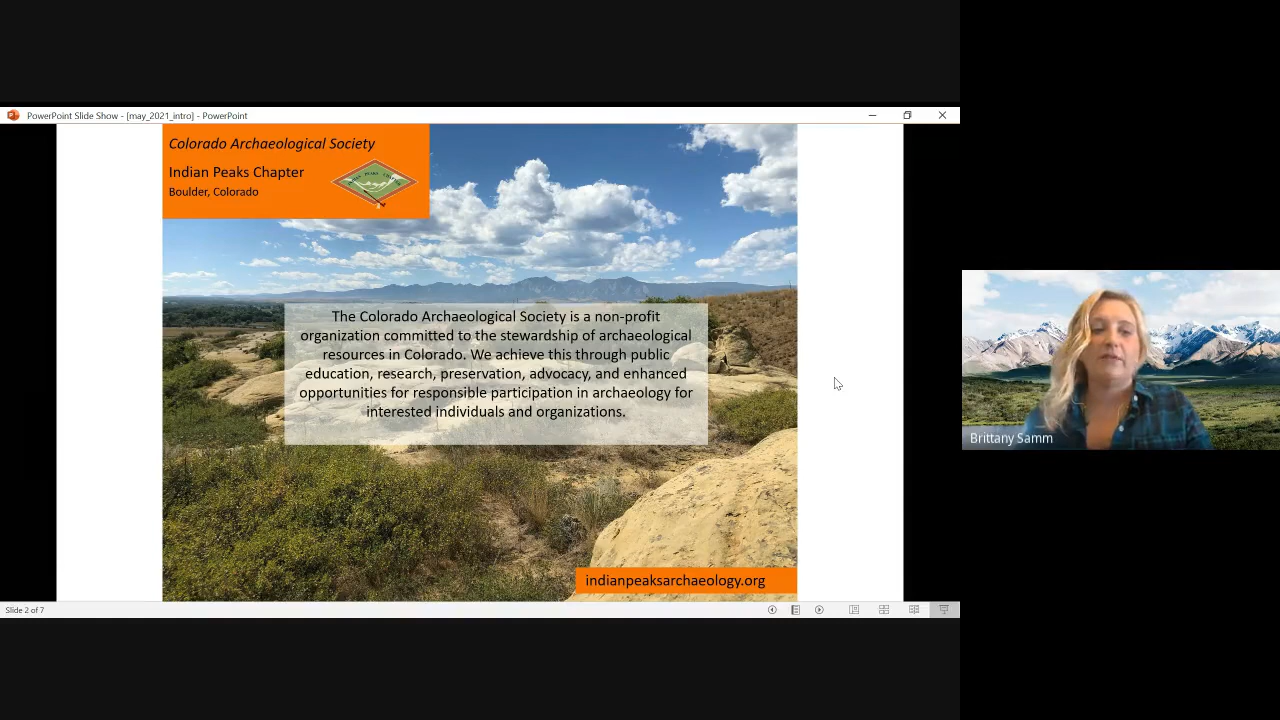 PowerPoint Slide Show - [may_2021_intro] - PowerPoint
Colorado Archaeological Society
Indian Peaks Chapter
Boulder, Colorado
INDIAN PEAKS CHAPTER
The Colorado Archaeological Society is a non-profit
organization committed to the stewardship of archaeological
resources in Colorado. We achieve this through public
education, research, preservation, advocacy, and enhanced
opportunities for responsible participation in archaeology for
interested individuals and organizations.
Brittany Samm
indianpeaksarchaeology.org
Slide 2 of 7